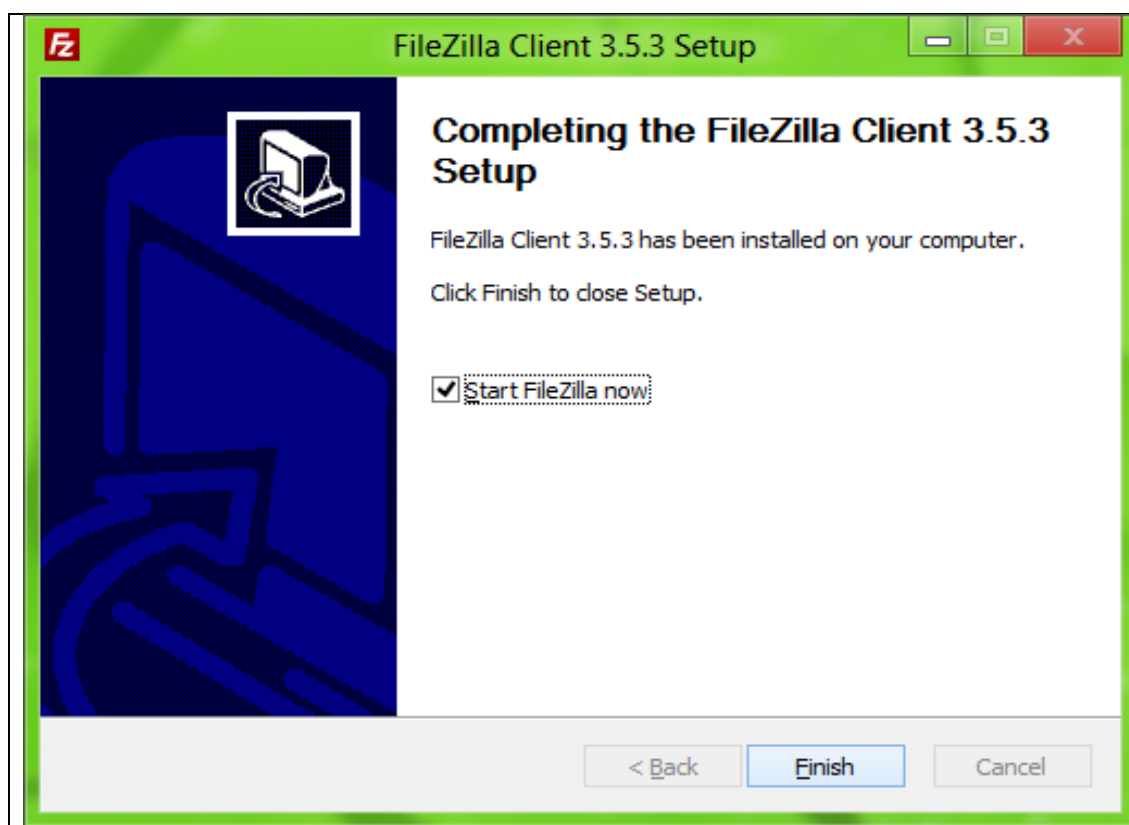 Fz
FileZilla Client 3.5.3 Setup
x
Completing the FileZilla Client 3.5.3
Setup
FileZilla Client 3.5.3 has been installed on your computer.
Click Finish to close Setup.
Start FileZilla now
< Back Finish Cancel